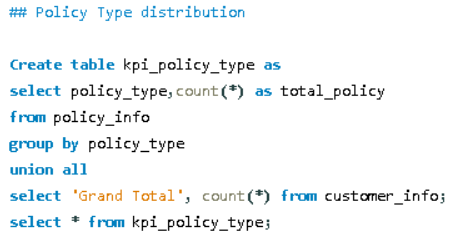 ## Policy Type distribution
Create table kpi_policy_type as
select policy_type,count(*) as total_policy
from policy_info
group by policy_type
union all
select 'Grand Total', count(*) from customer_info;
select * from kpi_policy_type;